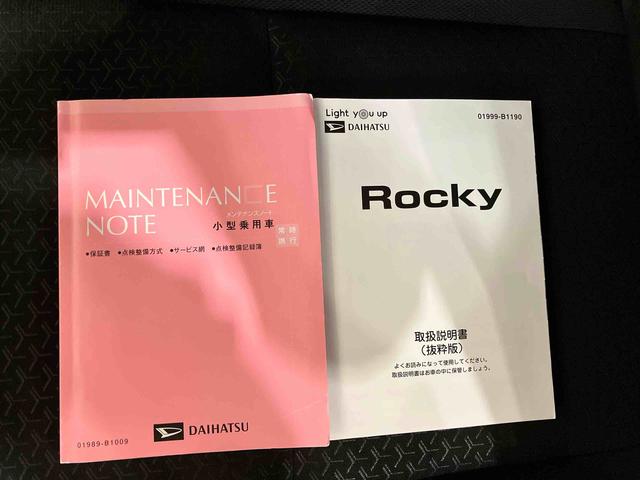 MAINTENANCE
NOTE
メンテナンスノート
小型乗用車
常時
携行
●保証書 ●点検整備方式 ●サービス網 ●点検整備記録簿
DAIHATSU
01989-B1009
Light you up
DAIHATSU
01999-B1190
Rocky
取扱説明書
(抜粋版)
よくお読みになって使用してください。
取扱説明書はお車の中に保管しましょう。